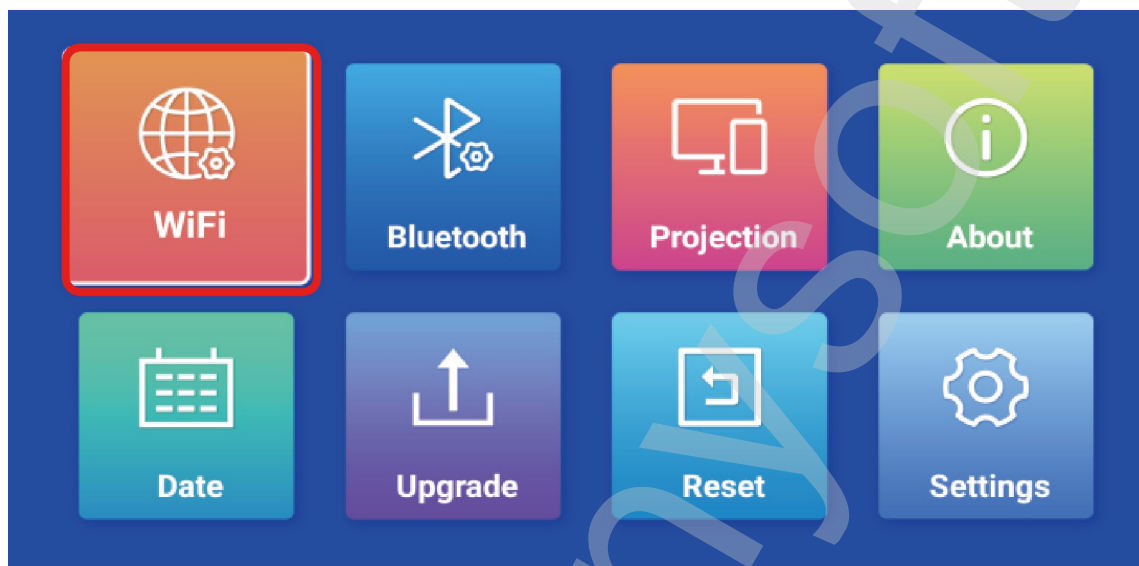 WiFi
Bluetooth
Projection
About
Date
Upgrade
Reset
Settings